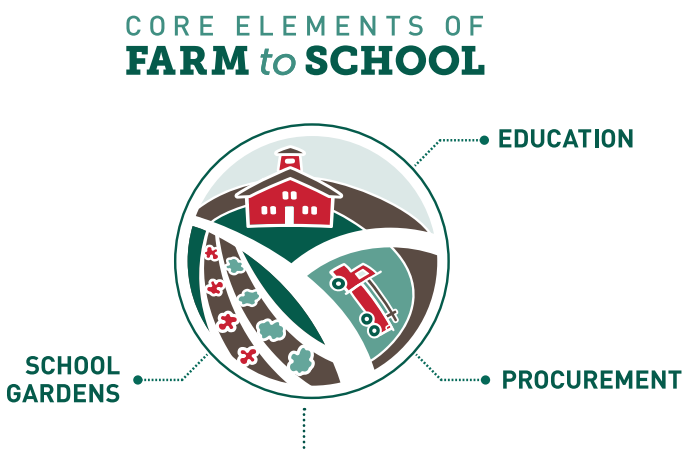 CORE ELEMENTS OF
FARM to SCHOOL
EDUCATION
SCHOOL
GARDENS
PROCUREMENT